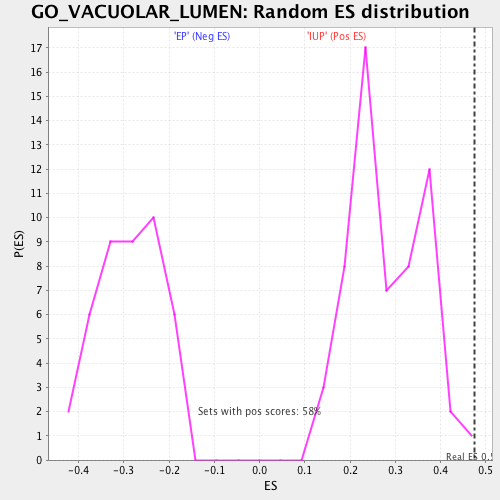 GO_VACUOLAR_LUMEN: Random ES distribution
'EP' (Neg ES) 'IUP' (Pos ES)
17
16
15
14
13
12
11
10
9
8
7
6
5
4
3
2
1
0
P(ES)
Sets with pos scores: 58%
Real ES 0.5
-0.4 -0.3 -0.2 -0.1 0.0 0.1 0.2 0.3 0.4 0.5
ES